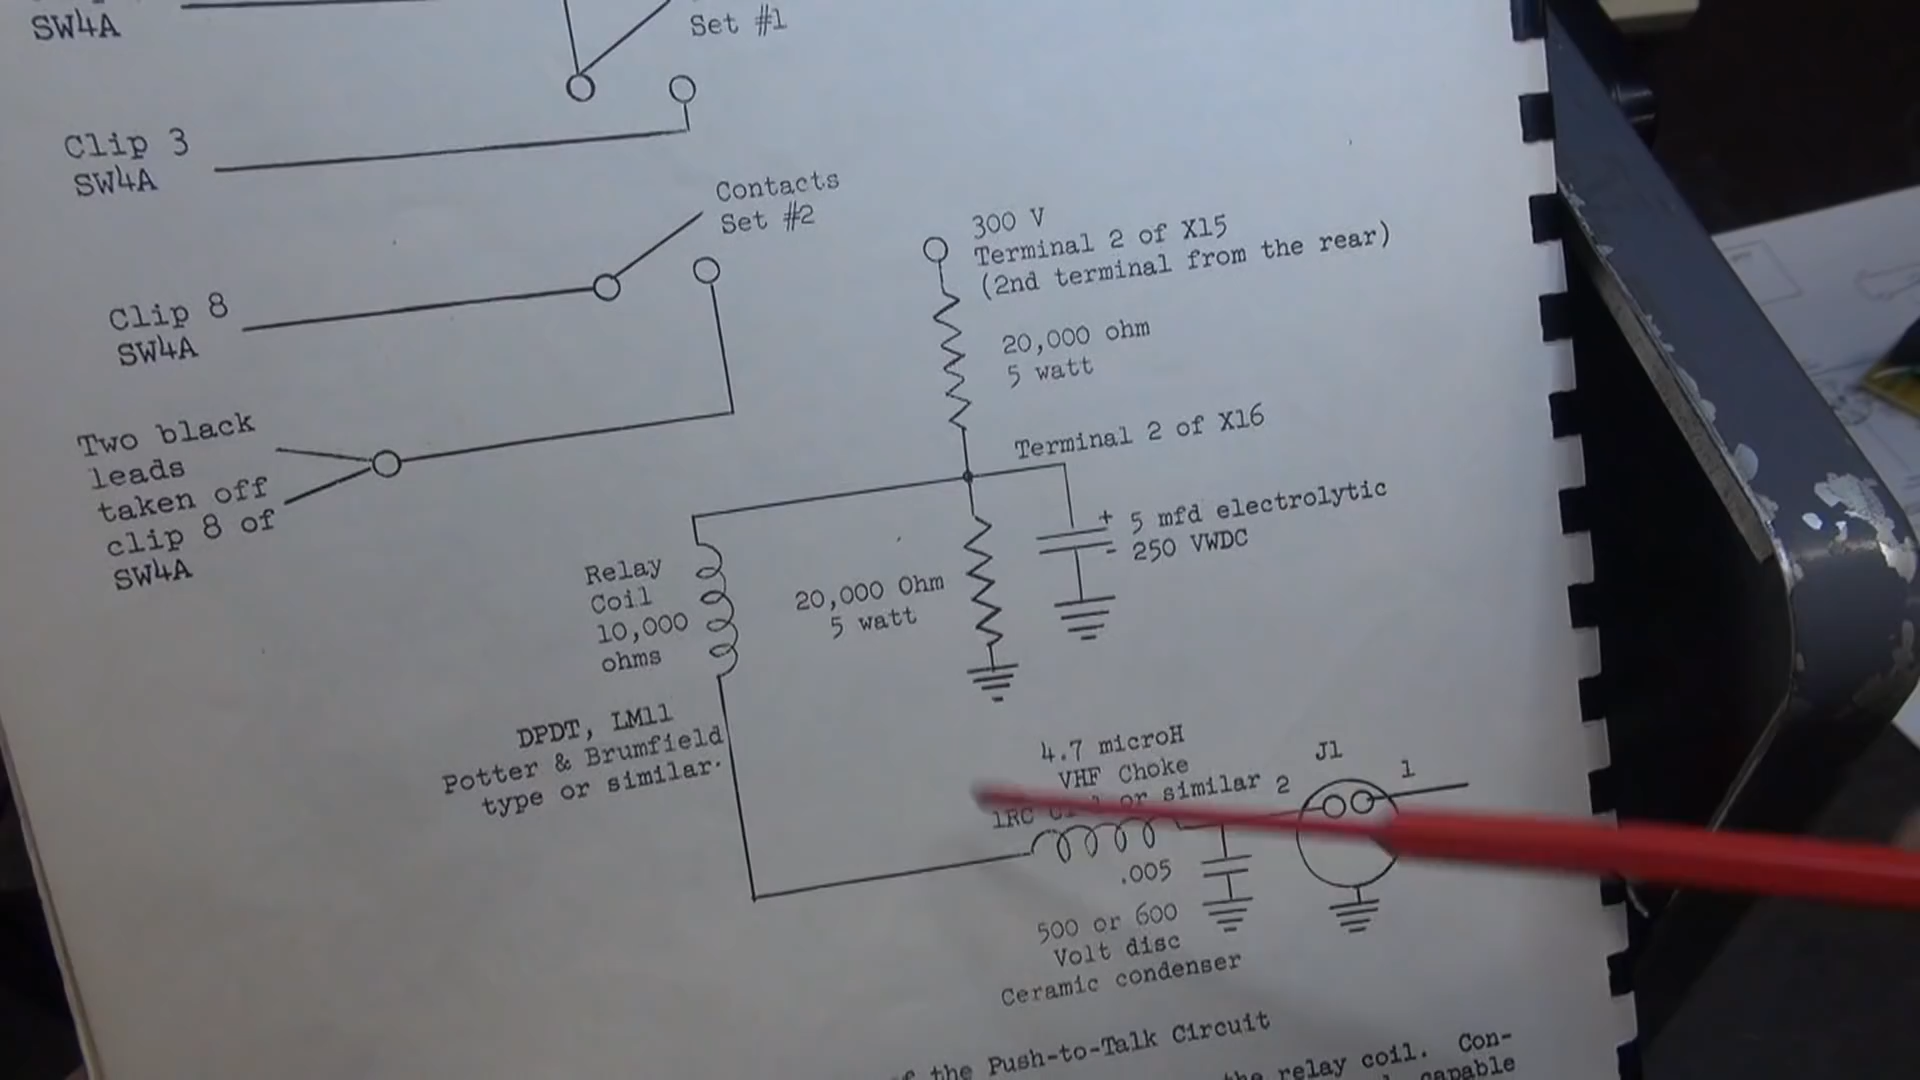 SW4A
Set #1
Clip 3
SW4A
Contacts
Set #2
Clip 8
SW4A
300 V
Terminal 2 of X15
(2nd terminal from the rear)
20,000 ohm
5 watt
Two black
leads
taken off
clip 8 of
SW4A
Terminal 2 of X16
+ 5 mfd electrolytic
- 250 VWDC
Relay
Coil
10,000
ohms
20,000 Ohm
5 watt
DPDT, LM11
Potter & Brumfield
type or similar.
4.7 microH
VHF Choke
1RC or similar
2
J1
1
.005
500 or 600
Volt disc
Ceramic condenser
the Push-to-Talk Circuit
the relay coil. Con-
capable